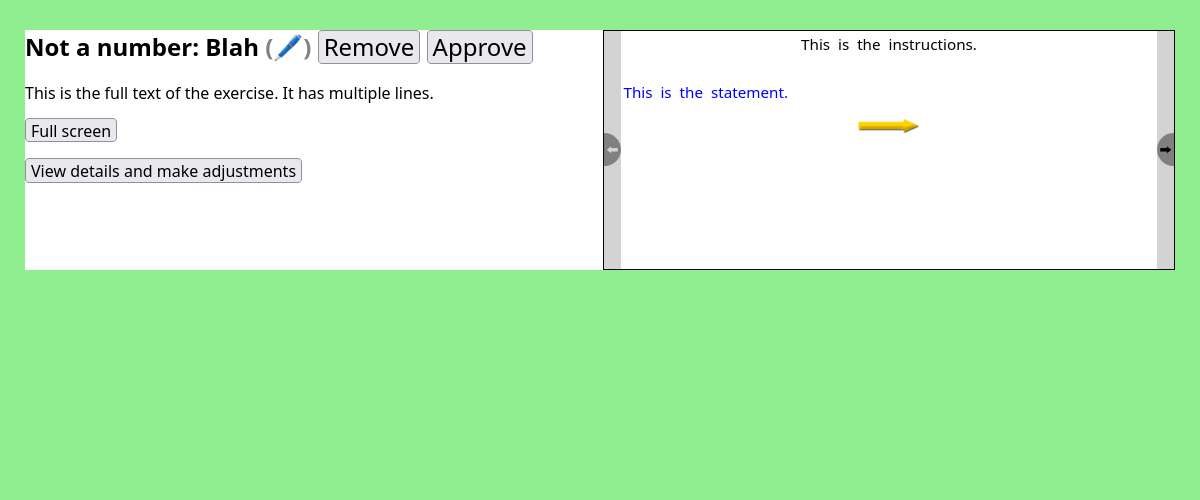 Not a number: Blah (🖊️) Remove Approve
This is the full text of the exercise. It has multiple lines.
Full screen
View details and make adjustments
This is the instructions.
This is the statement.